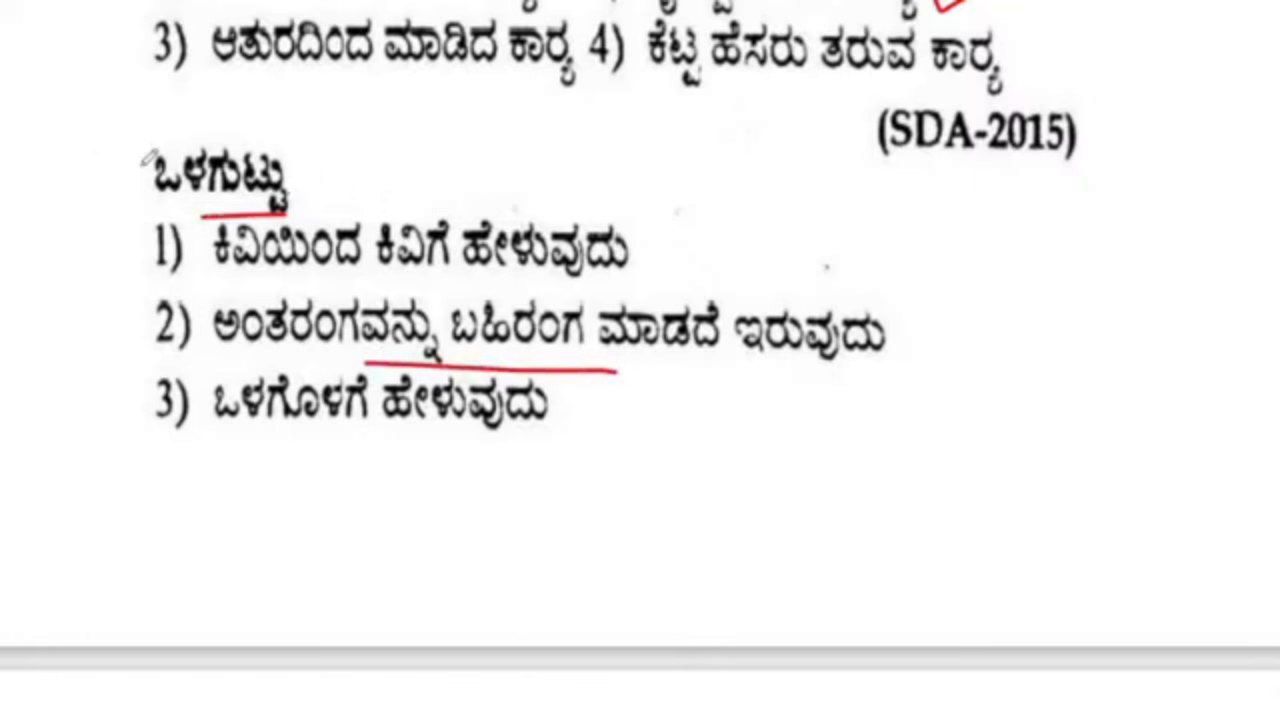 3) ಆತುರದಿಂದ ಮಾಡಿದ ಕಾರ್‍ಯ 4) ಕೆಟ್ಟ ಹೆಸರು ತರುವ ಕಾರ್‍ಯ
(SDA-2015)
ಒಳಗುಟ್ಟು
1) ಕಿವಿಯಿಂದ ಕಿವಿಗೆ ಹೇಳುವುದು
2) ಅಂತರಂಗವನ್ನು ಬಹಿರಂಗ ಮಾಡದೆ ಇರುವುದು
3) ಒಳಗೊಳಗೆ ಹೇಳುವುದು